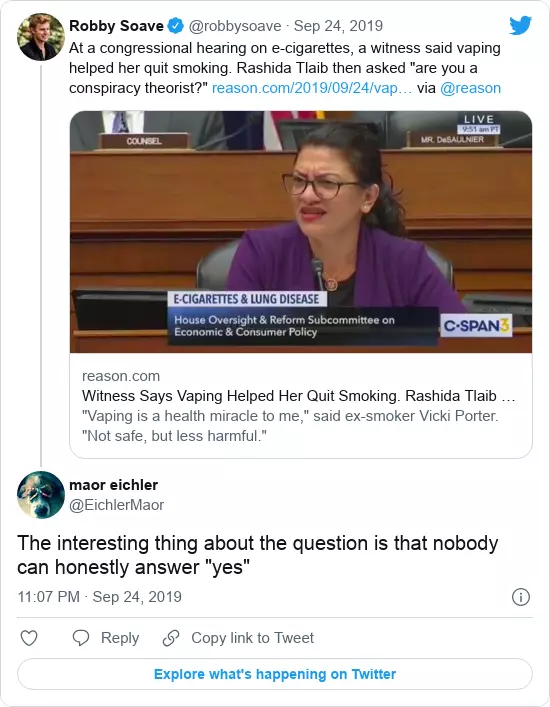 Robby Soave @robbysoave · Sep 24, 2019
At a congressional hearing on e-cigarettes, a witness said vaping
helped her quit smoking. Rashida Tlaib then asked "are you a
conspiracy theorist?" reason.com/2019/09/24/vap… via @reason
LIVE
9:51 am PT
COUNSEL
MR. DeSAULNIER
E-CIGARETTES & LUNG DISEASE
House Oversight & Reform Subcommittee on
Economic & Consumer Policy
C-SPAN3
reason.com
Witness Says Vaping Helped Her Quit Smoking. Rashida Tlaib …
"Vaping is a health miracle to me," said ex-smoker Vicki Porter.
"Not safe, but less harmful."
maor eichler
@EichlerMaor
The interesting thing about the question is that nobody
can honestly answer "yes"
11:07 PM · Sep 24, 2019
Reply
Copy link to Tweet
Explore what's happening on Twitter